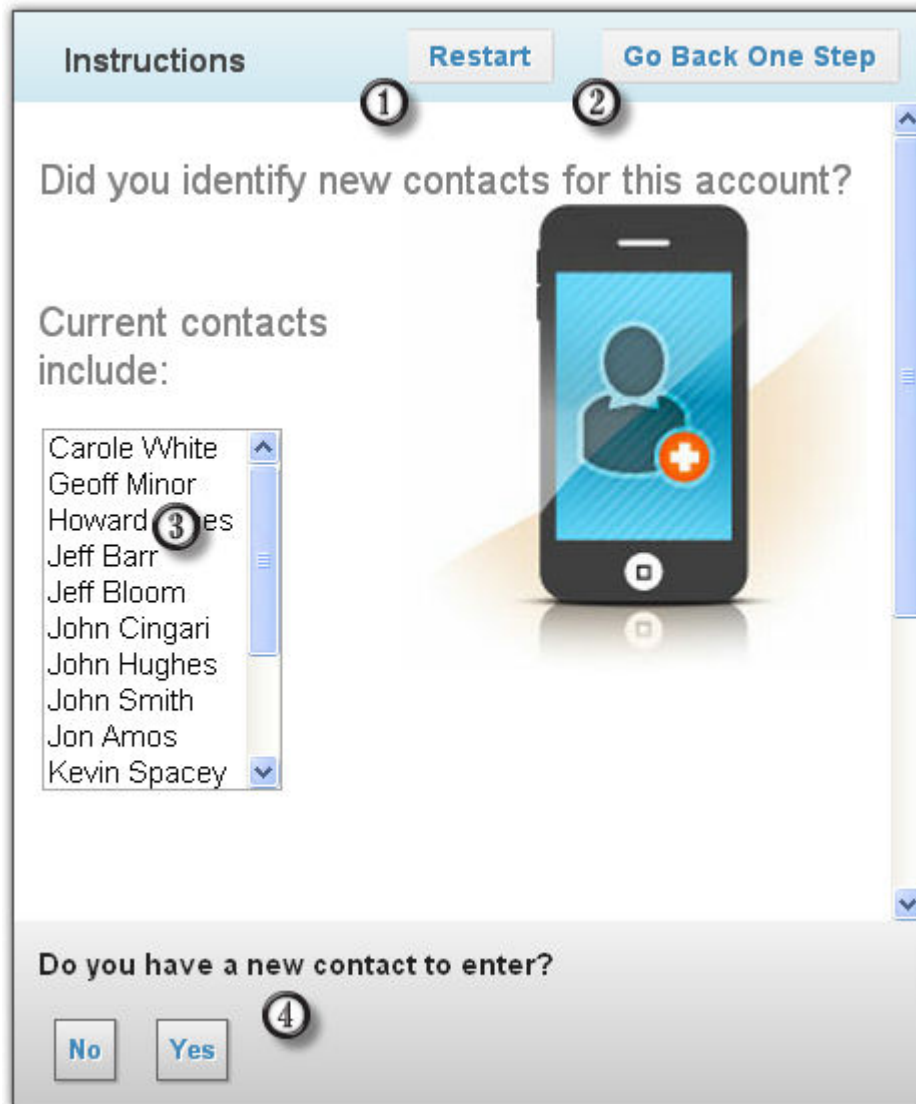 Instructions
Restart
Go Back One Step
1
2
Did you identify new contacts for this account?
Current contacts
include:
Carole White
Geoff Minor
Howard
3
Jeff Barr
Jeff Bloom
John Cingari
John Hughes
John Smith
Jon Amos
Kevin Spacey
Do you have a new contact to enter?
4
No
Yes